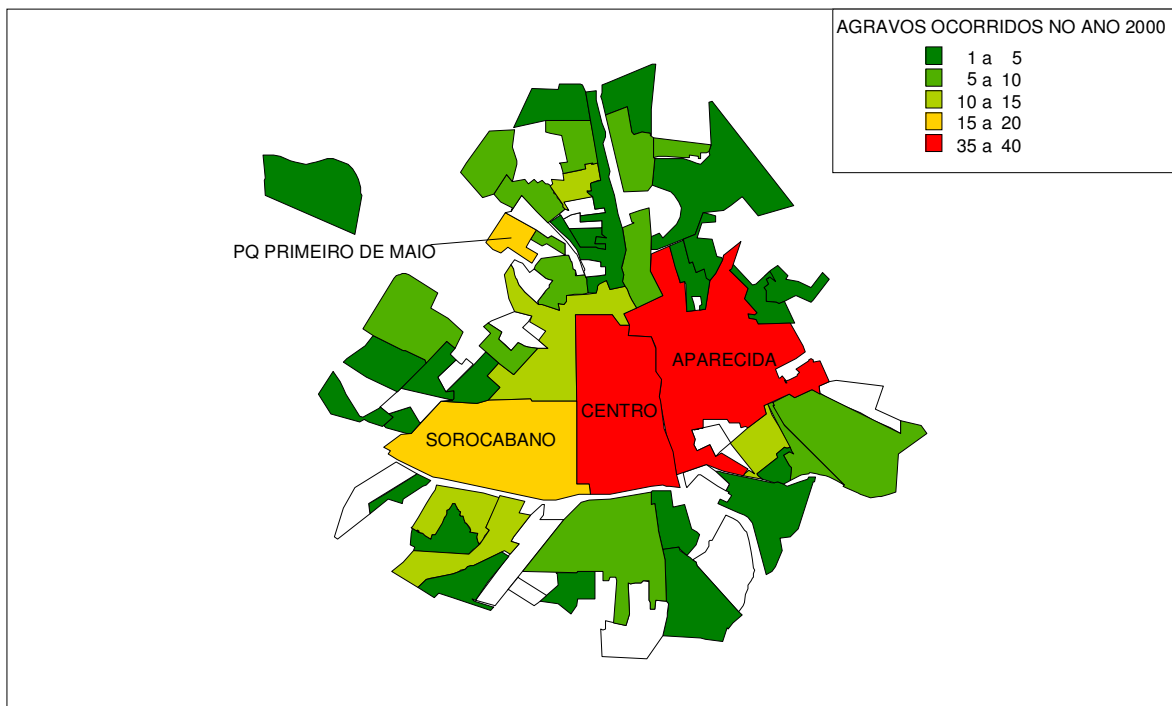 AGRAVOS OCORRIDOS NO ANO 2000
1 a 5
5 a 10
10 a 15
15 a 20
35 a 40
PQ PRIMEIRO DE MAIO
APARECIDA
CENTRO
SOROCABANO